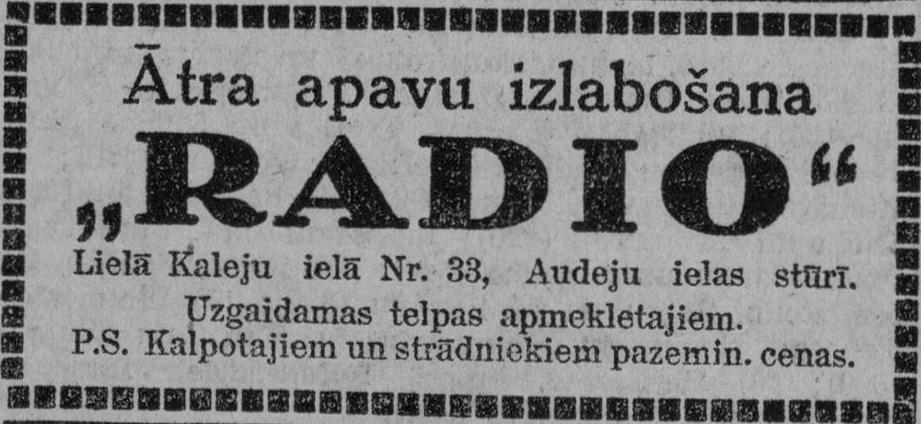 Ātra apavu izlabošana
„RADIO“
Lielā Kaleju ielā Nr. 33, Audeju ielas stūrī.
Uzgaidamas telpas apmekletajiem.
P.S. Kalpotajiem un strādniekiem pazemin. cenas.